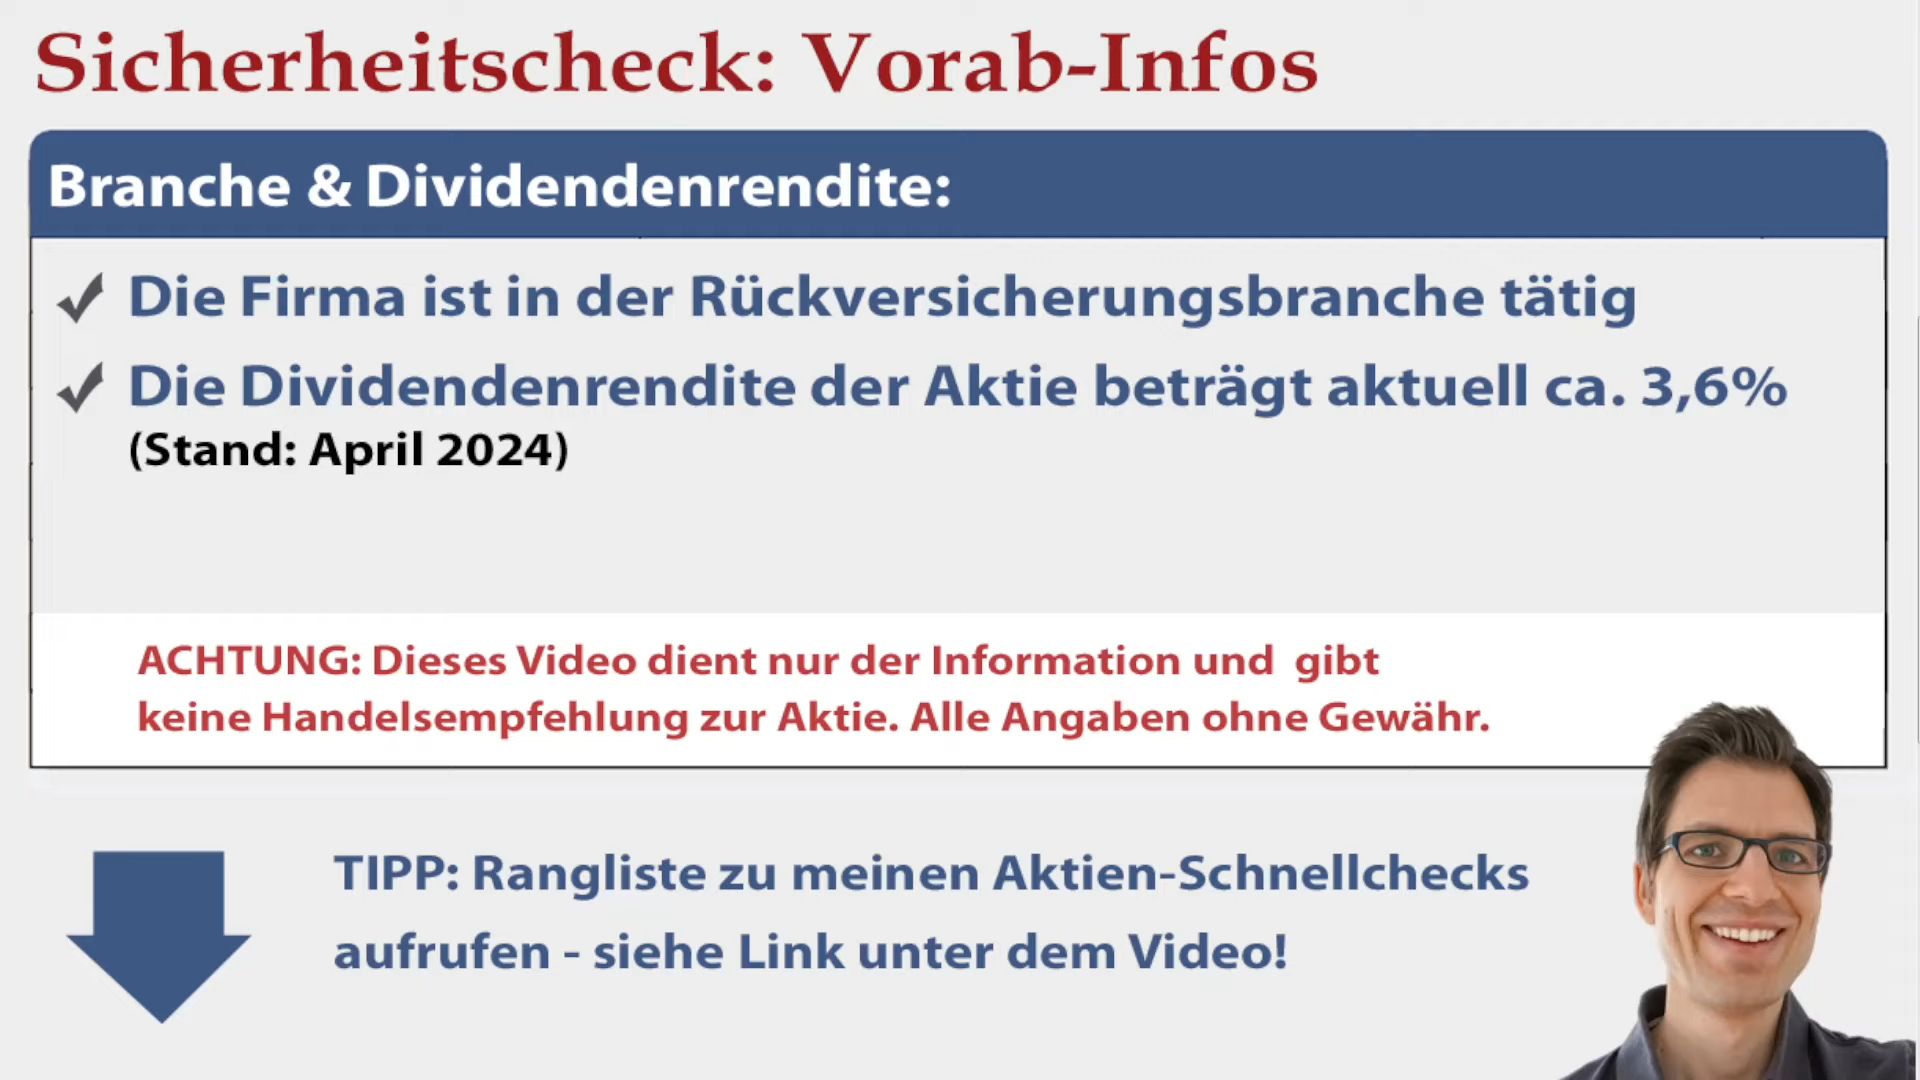 Sicherheitscheck: Vorab-Infos
Branche & Dividendenrendite:
Die Firma ist in der Rückversicherungsbranche tätig
Die Dividendenrendite der Aktie beträgt aktuell ca. 3,6%
(Stand: April 2024)
ACHTUNG: Dieses Video dient nur der Information und gibt
keine Handelsempfehlung zur Aktie. Alle Angaben ohne Gewähr.
TIPP: Rangliste zu meinen Aktien-Schnellchecks
aufrufen - siehe Link unter dem Video!